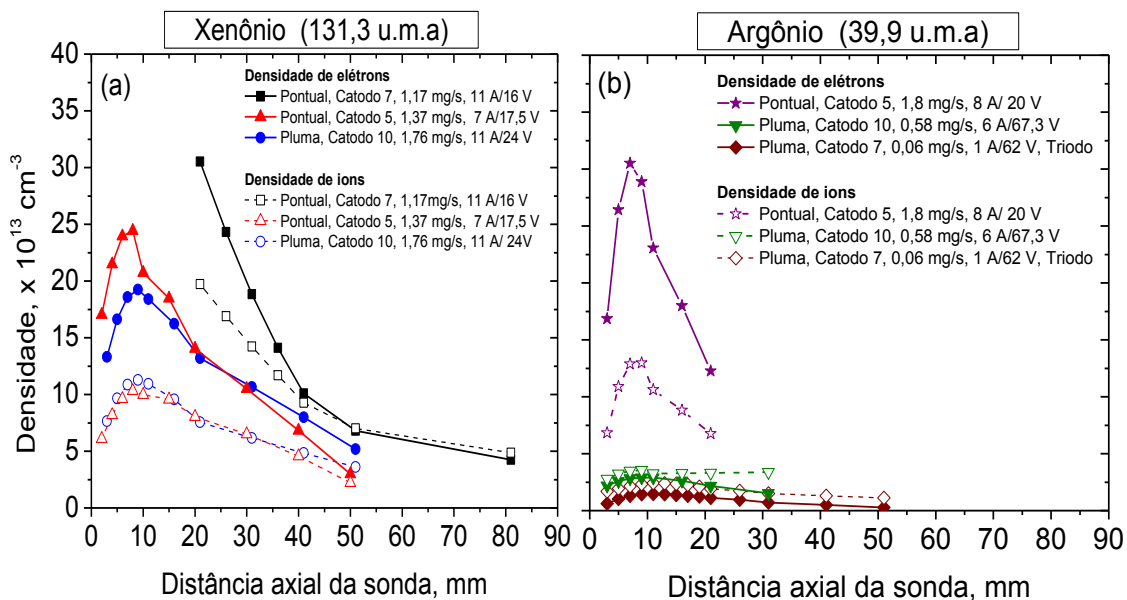 Xenônio (131,3 u.m.a)
40
35
30
25
20
15
10
5
0
Densidade, x 10¹³ cm⁻³
(a)
Densidade de elétrons
Pontual, Catodo 7, 1,17 mg/s, 11 A/16 V
Pontual, Catodo 5, 1,37 mg/s, 7 A/17,5 V
Pluma, Catodo 10, 1,76 mg/s, 11 A/24 V
Densidade de ions
Pontual, Catodo 7, 1,17mg/s, 11 A/16 V
Pontual, Catodo 5, 1,37 mg/s, 7 A/17,5 V
Pluma, Catodo 10, 1,76 mg/s, 11 A/ 24V
0 10 20 30 40 50 60 70 80 90
Distância axial da sonda, mm
Argônio (39,9 u.m.a)
(b)
Densidade de elétrons
Pontual, Catodo 5, 1,8 mg/s, 8 A/ 20 V
Pluma, Catodo 10, 0,58 mg/s, 6 A/67,3 V
Pluma, Catodo 7, 0,06 mg/s, 1 A/62 V, Triodo
Densidade de ions
Pontual, Catodo 5, 1,8 mg/s, 8 A/ 20 V
Pluma, Catodo 10, 0,58 mg/s, 6 A/67,3 V
Pluma, Catodo 7, 0,06 mg/s, 1 A/62 V, Triodo
0 10 20 30 40 50 60 70 80 90
Distância axial da sonda, mm